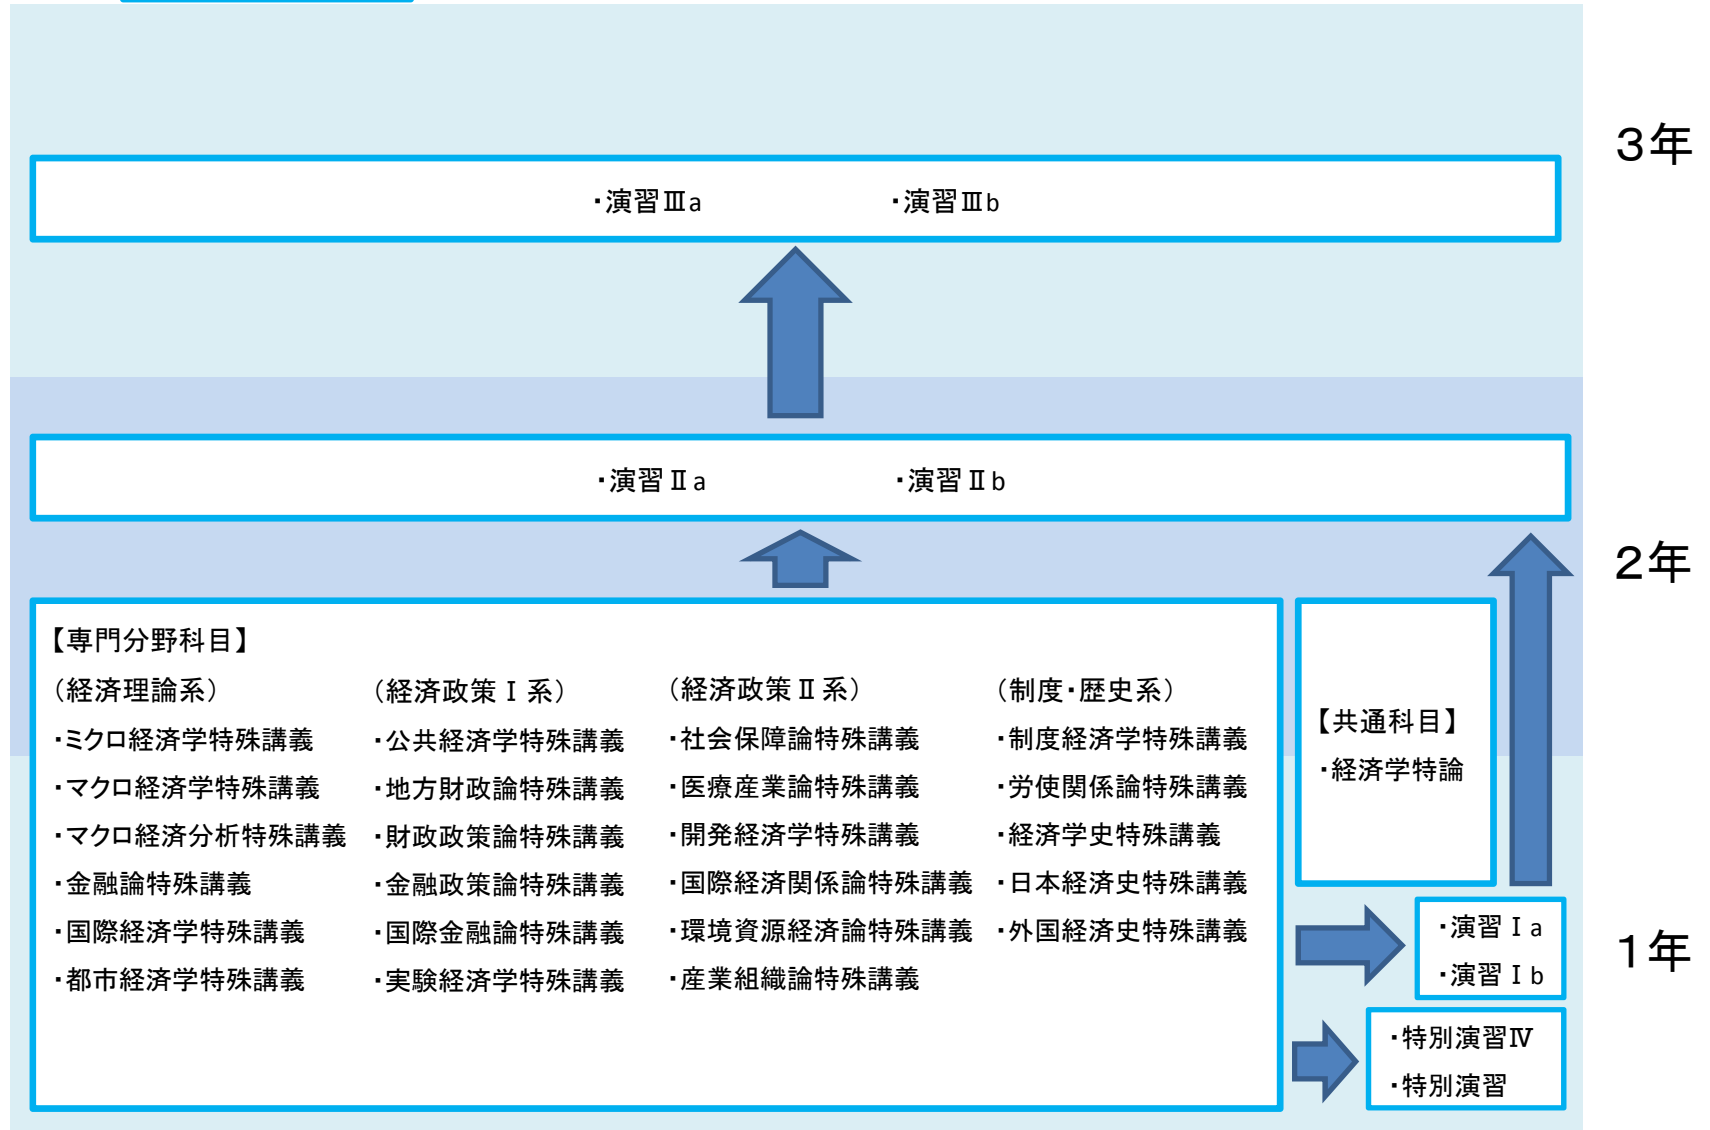 3年
・演習Ⅲa
・演習Ⅲb
・演習Ⅱa
・演習Ⅱb
2年
【専門分野科目】
（経済理論系）
・ミクロ経済学特殊講義
・マクロ経済学特殊講義
・マクロ経済分析特殊講義
・金融論特殊講義
・国際経済学特殊講義
・都市経済学特殊講義
（経済政策Ⅰ系）
・公共経済学特殊講義
・地方財政論特殊講義
・財政政策論特殊講義
・金融政策論特殊講義
・国際金融論特殊講義
・実験経済学特殊講義
（経済政策Ⅱ系）
・社会保障論特殊講義
・医療産業論特殊講義
・開発経済学特殊講義
・国際経済関係論特殊講義
・環境資源経済論特殊講義
・産業組織論特殊講義
（制度・歴史系）
・制度経済学特殊講義
・労使関係論特殊講義
・経済学史特殊講義
・日本経済史特殊講義
・外国経済史特殊講義
【共通科目】
・経済学特論
・演習Ⅰa
・演習Ⅰb
1年
・特別演習Ⅳ
・特別演習